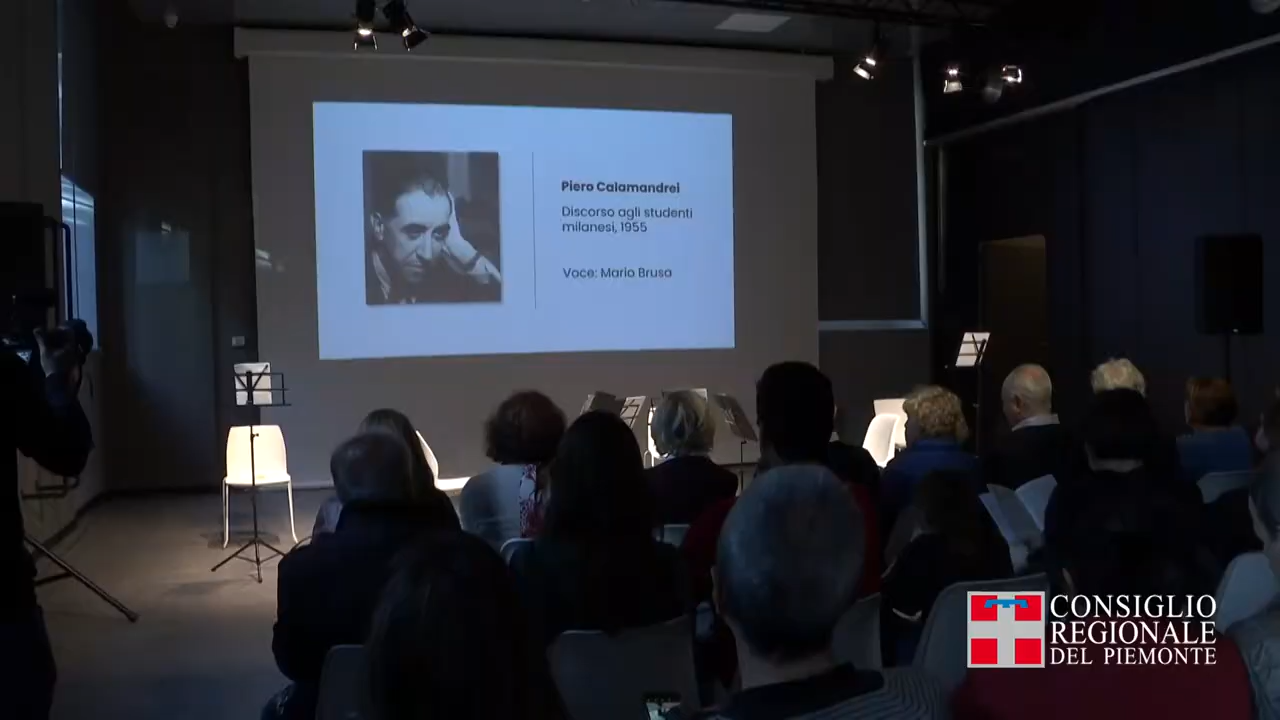 Piero Calamandrei
Discorso agli studenti
milanesi, 1955
Voce: Mario Brusa
CONSIGLIO
REGIONALE
DEL PIEMONTE